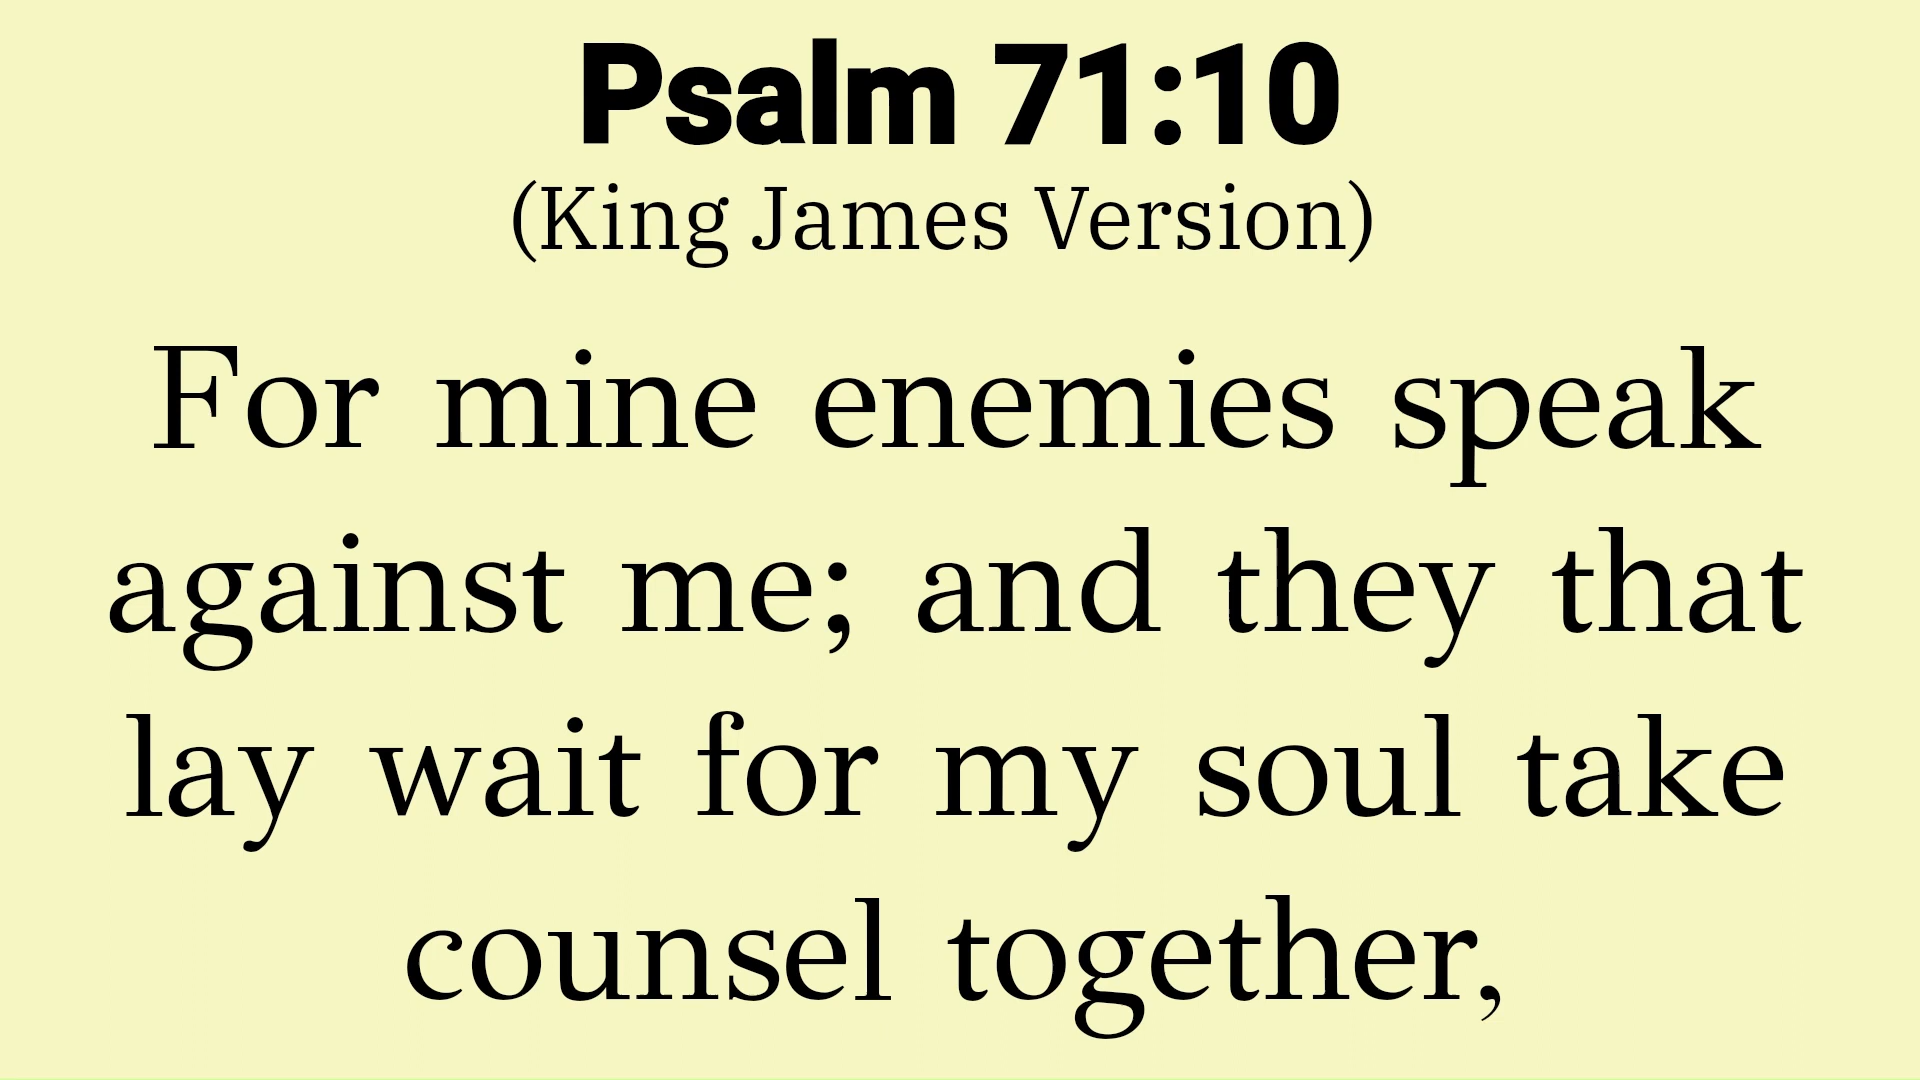 Psalm 71:10
(King James Version)
For mine enemies speak
against me; and they that
lay wait for my soul take
counsel together,